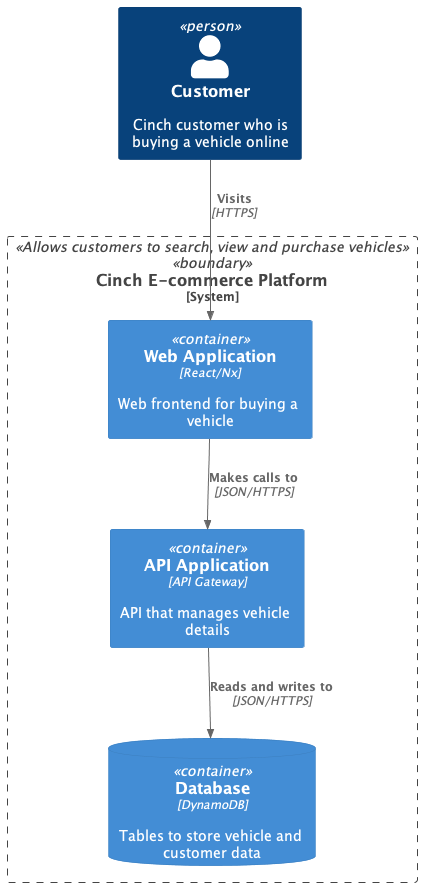 «person»
Customer
Cinch customer who is
buying a vehicle online
Visits
[HTTPS]
«Allows customers to search, view and purchase vehicles»
«boundary»
Cinch E-commerce Platform
[System]
«container»
Web Application
[React/Nx]
Web frontend for buying a
vehicle
Makes calls to
[JSON/HTTPS]
«container»
API Application
[API Gateway]
API that manages vehicle
details
Reads and writes to
[JSON/HTTPS]
«container»
Database
[DynamoDB]
Tables to store vehicle and
customer data